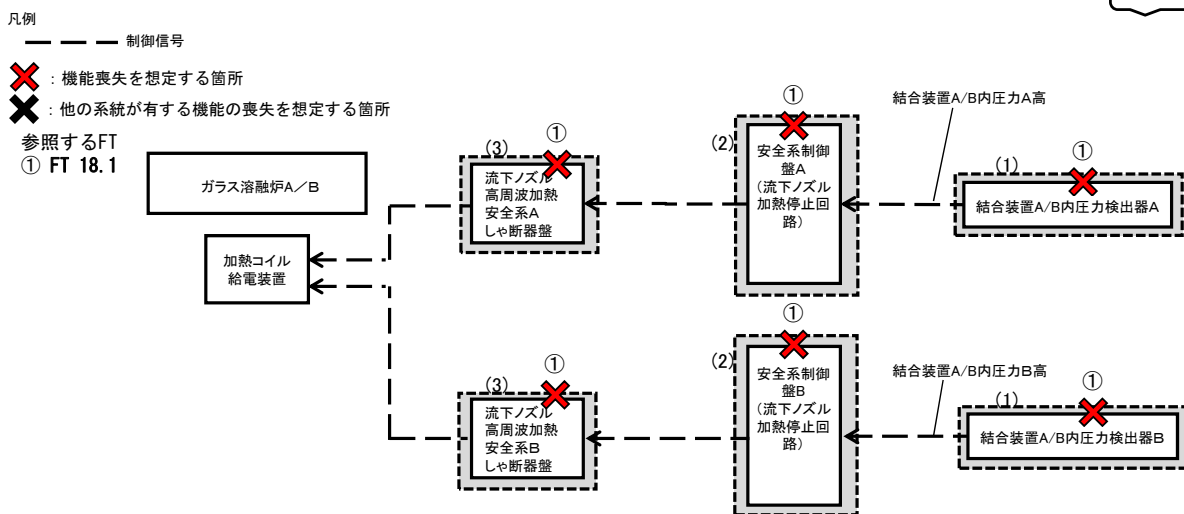 凡例
制御信号
：機能喪失を想定する箇所
：他の系統が有する機能の喪失を想定する箇所
参照するFT
① FT 18.1
ガラス溶融炉A／B
加熱コイル
給電装置
(3)
①
流下ノズル
高周波加熱
安全系A
しゃ断器盤
(2)
①
安全系制御
盤A
(流下ノズル
加熱停止回
路)
結合装置A/B内圧力A高
(1)
①
結合装置A/B内圧力検出器A
(3)
①
流下ノズル
高周波加熱
安全系B
しゃ断器盤
(2)
①
安全系制御
盤B
(流下ノズル
加熱停止回
路)
結合装置A/B内圧力B高
(1)
①
結合装置A/B内圧力検出器B